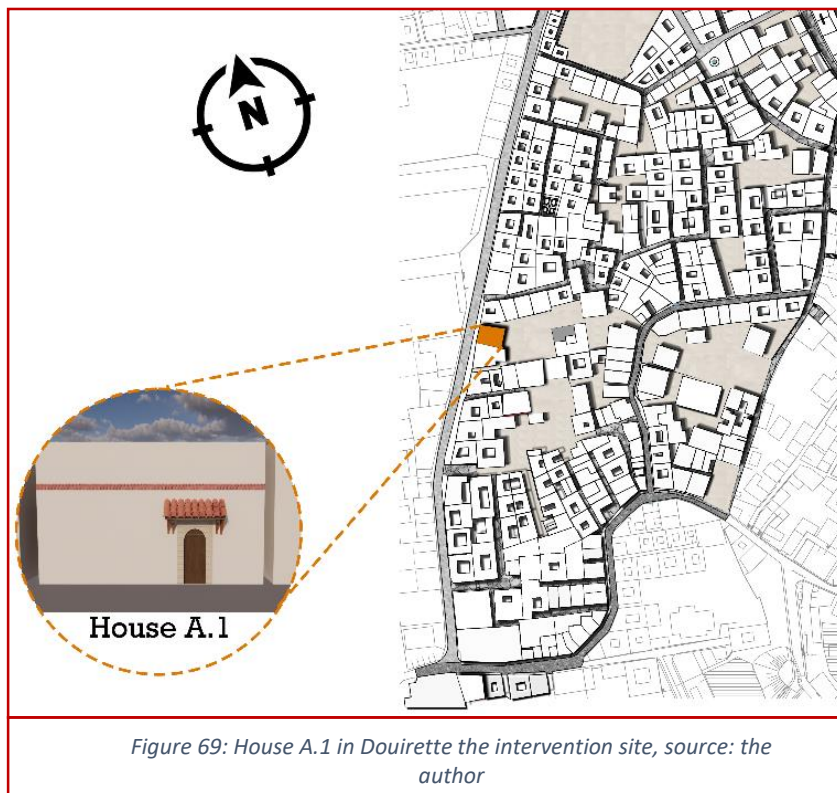 N
House A.1
Figure 69: House A.1 in Douirette the intervention site, source: the
author